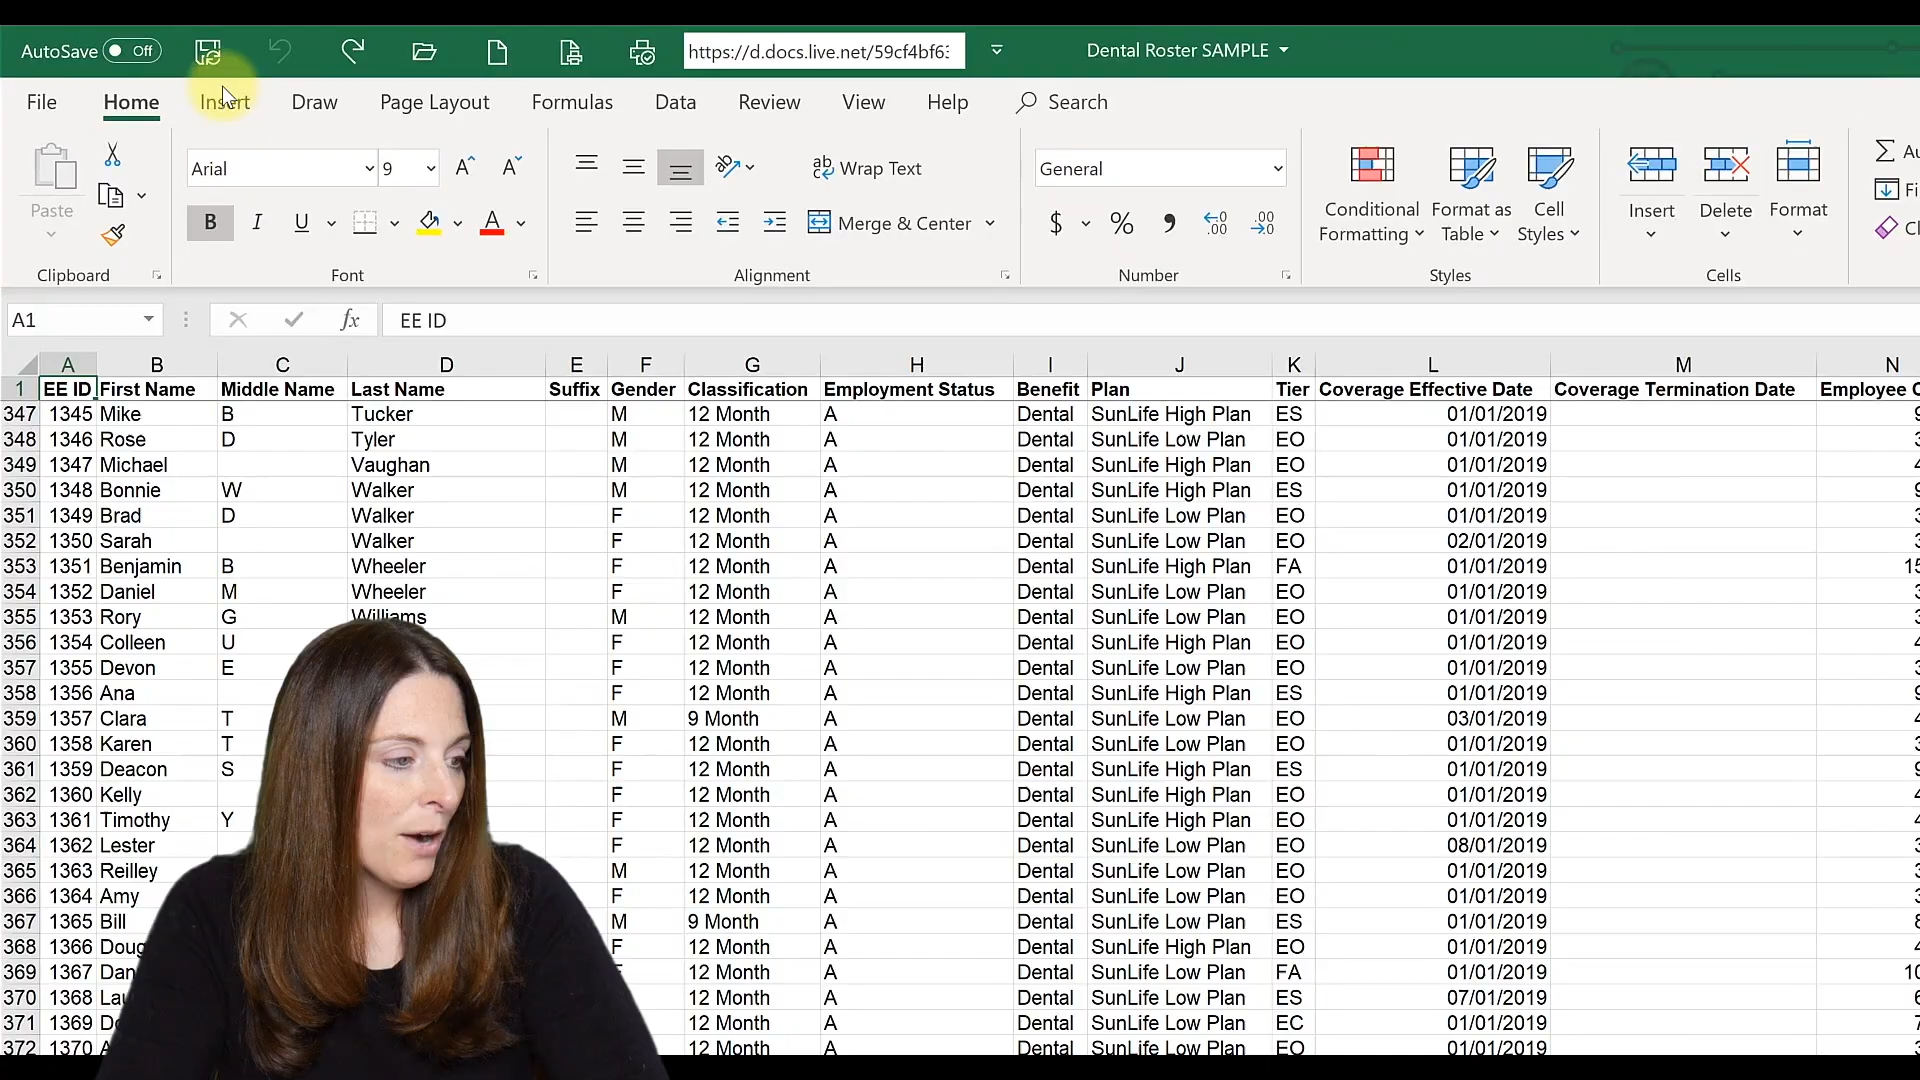 AutoSave Off https://d.docs.live.net/59cf4bf6 Dental Roster SAMPLE
File Home Insert Draw Page Layout Formulas Data Review View Help Search
Arial 9 Wrap Text General
Paste B I U A Merge & Center $ % Conditional Formatting Format as Table Cell Styles Insert Delete Format
Clipboard Font Alignment Number Styles Cells
A1 fx EE ID
A B C D E F G H I J K L M N
1 EE ID First Name Middle Name Last Name Suffix Gender Classification Employment Status Benefit Plan Tier Coverage Effective Date Coverage Termination Date Employee
347 1345 Mike B Tucker M 12 Month A Dental SunLife High Plan ES 01/01/2019
348 1346 Rose D Tyler M 12 Month A Dental SunLife Low Plan EO 01/01/2019
349 1347 Michael Vaughan M 12 Month A Dental SunLife High Plan EO 01/01/2019
350 1348 Bonnie W Walker M 12 Month A Dental SunLife High Plan ES 01/01/2019
351 1349 Brad D Walker F 12 Month A Dental SunLife Low Plan EO 01/01/2019
352 1350 Sarah Walker F 12 Month A Dental SunLife Low Plan EO 02/01/2019
353 1351 Benjamin B Wheeler F 12 Month A Dental SunLife High Plan FA 01/01/2019
354 1352 Daniel M Wheeler F 12 Month A Dental SunLife Low Plan EO 01/01/2019
355 1353 Rory G Williams M 12 Month A Dental SunLife Low Plan EO 01/01/2019
356 1354 Colleen U F 12 Month A Dental SunLife High Plan EO 01/01/2019
357 1355 Devon E F 12 Month A Dental SunLife Low Plan EO 01/01/2019
358 1356 Ana F 12 Month A Dental SunLife High Plan ES 01/01/2019
359 1357 Clara T M 9 Month A Dental SunLife Low Plan EO 03/01/2019
360 1358 Karen T F 12 Month A Dental SunLife Low Plan EO 01/01/2019
361 1359 Deacon S F 12 Month A Dental SunLife High Plan ES 01/01/2019
362 1360 Kelly F 12 Month A Dental SunLife High Plan EO 01/01/2019
363 1361 Timothy Y F 12 Month A Dental SunLife High Plan EO 01/01/2019
364 1362 Lester F 12 Month A Dental SunLife Low Plan EO 08/01/2019
365 1363 Reilley M 12 Month A Dental SunLife Low Plan EO 01/01/2019
366 1364 Amy F 12 Month A Dental SunLife Low Plan EO 01/01/2019
367 1365 Bill M 9 Month A Dental SunLife Low Plan ES 01/01/2019
368 1366 F 12 Month A Dental SunLife High Plan EO 01/01/2019
369 1367 12 Month A Dental SunLife Low Plan FA 01/01/2019
370 1368 12 Month A Dental SunLife Low Plan ES 07/01/2019
371 1369 12 Month A Dental SunLife Low Plan EC 01/01/2019
372 1370 12 Month A Dental SunLife Low Plan EO 01/01/2019